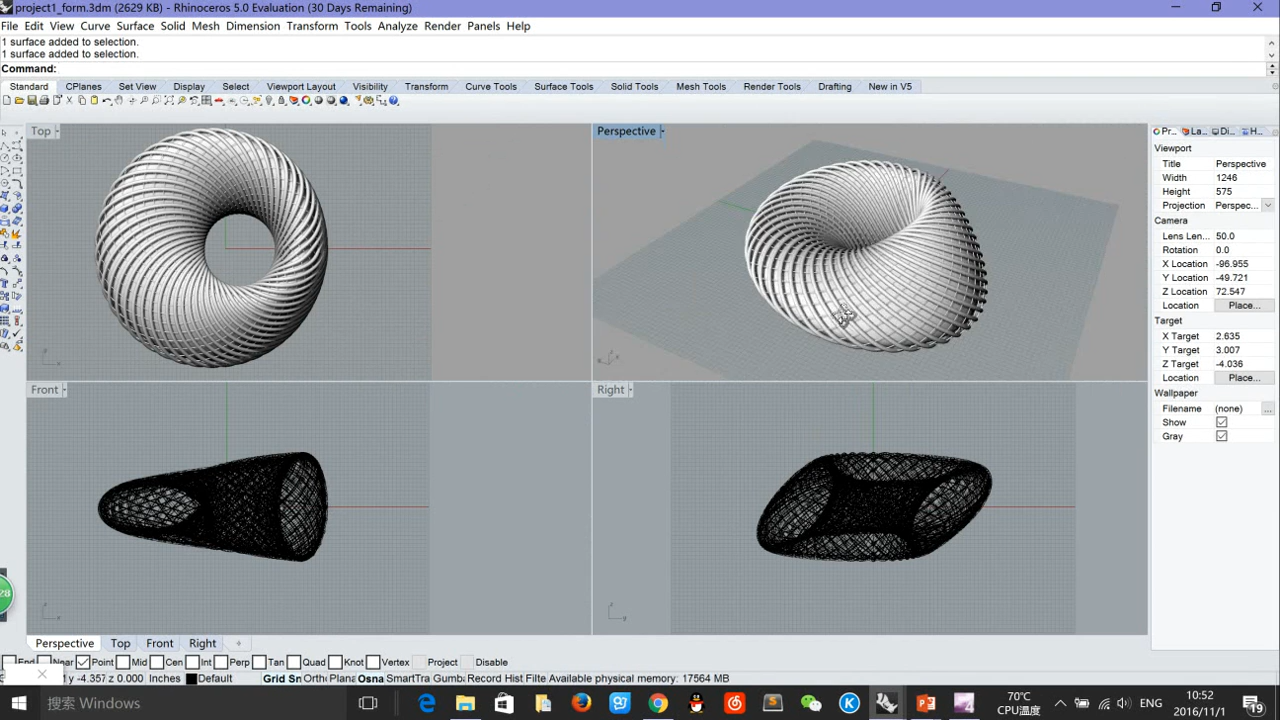 project1_form.3dm (2629 KB) - Rhinoceros 5.0 Evaluation (30 Days Remaining)
File Edit View Curve Surface Solid Mesh Dimension Transform Tools Analyze Render Panels Help
1 surface added to selection.
1 surface added to selection.
Command:
Standard CPlanes Set View Display Select Viewport Layout Visibility Transform Curve Tools Surface Tools Solid Tools Mesh Tools Render Tools Drafting New in V5
Top
Perspective
Front
Right
Pr... La... Di... H...
Viewport
Title Perspective
Width 1246
Height 575
Projection Perspec...
Camera
Lens Len... 50.0
Rotation 0.0
X Location -96.955
Y Location -49.721
Z Location 72.547
Location Place...
Target
X Target 2.635
Y Target 3.007
Z Target -4.036
Location Place...
Wallpaper
Filename (none) ...
Show
Gray
28
Perspective Top Front Right
End Near Point Mid Cen Int Perp Tan Quad Knot Vertex Project Disable
y -4.357 z 0.000 Inches Default Grid Sn Ortho Plana Osna SmartTra Gumba Record Hist Filte Available physical memory: 17564 MB
搜索 Windows
70℃
CPU温度
10:52
2016/11/1